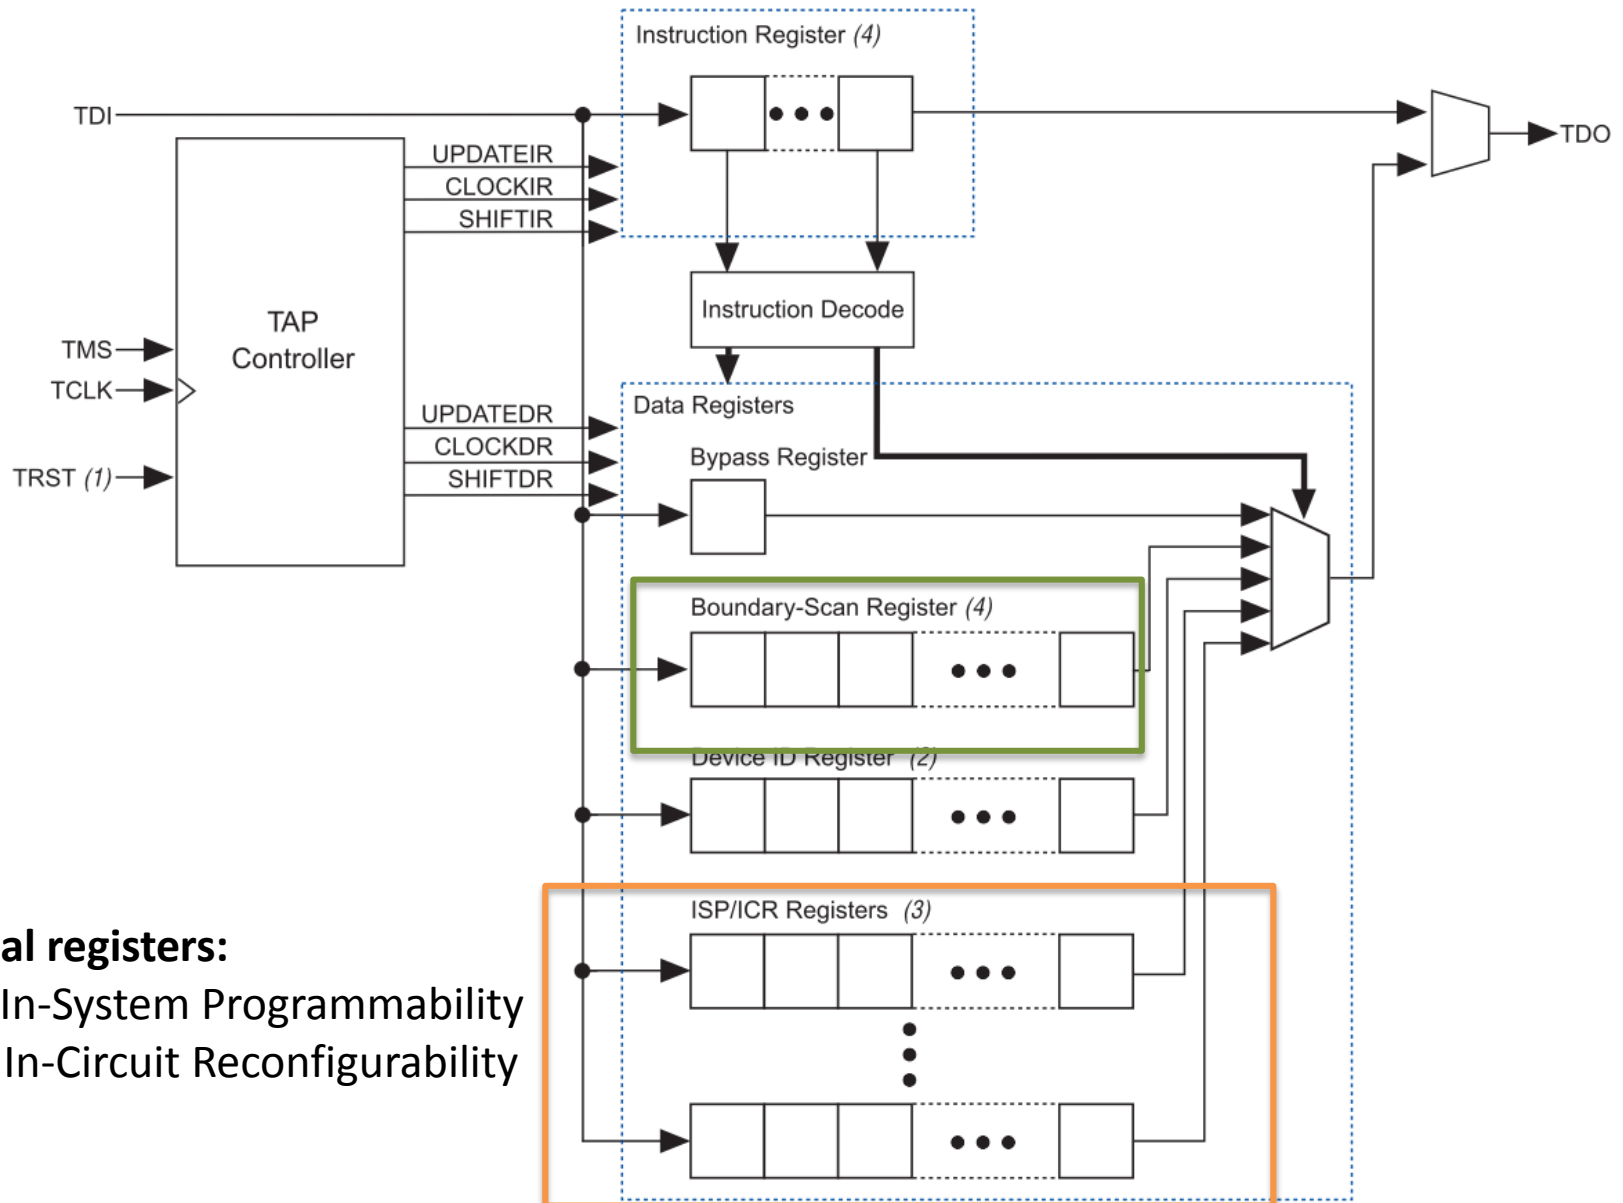 Instruction Register (4)
TDI
TDO
UPDATEIR
CLOCKIR
SHIFTIR
TAP
Controller
Instruction Decode
TMS
TCLK
TRST (1)
UPDATEDR
CLOCKDR
SHIFTDR
Data Registers
Bypass Register
Boundary-Scan Register (4)
Device ID Register (2)
ISP/ICR Registers (3)
al registers:
In-System Programmability
In-Circuit Reconfigurability